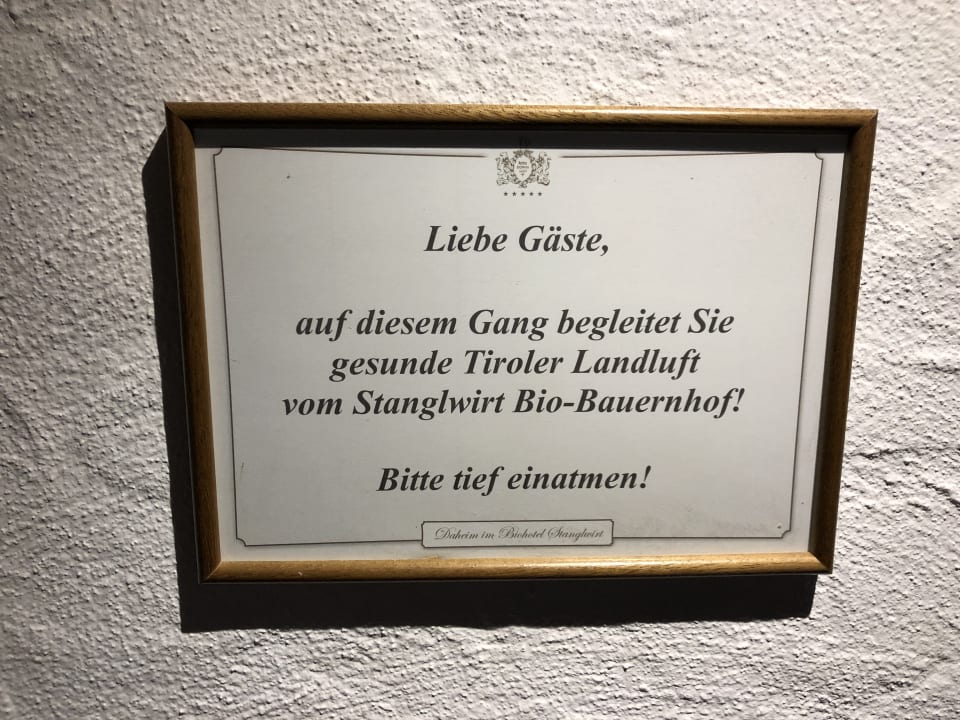 Liebe Gäste,
auf diesem Gang begleitet Sie
gesunde Tiroler Landluft
vom Stanglwirt Bio-Bauernhof!
Bitte tief einatmen!
Daheim im Biohotel Stanglwirt